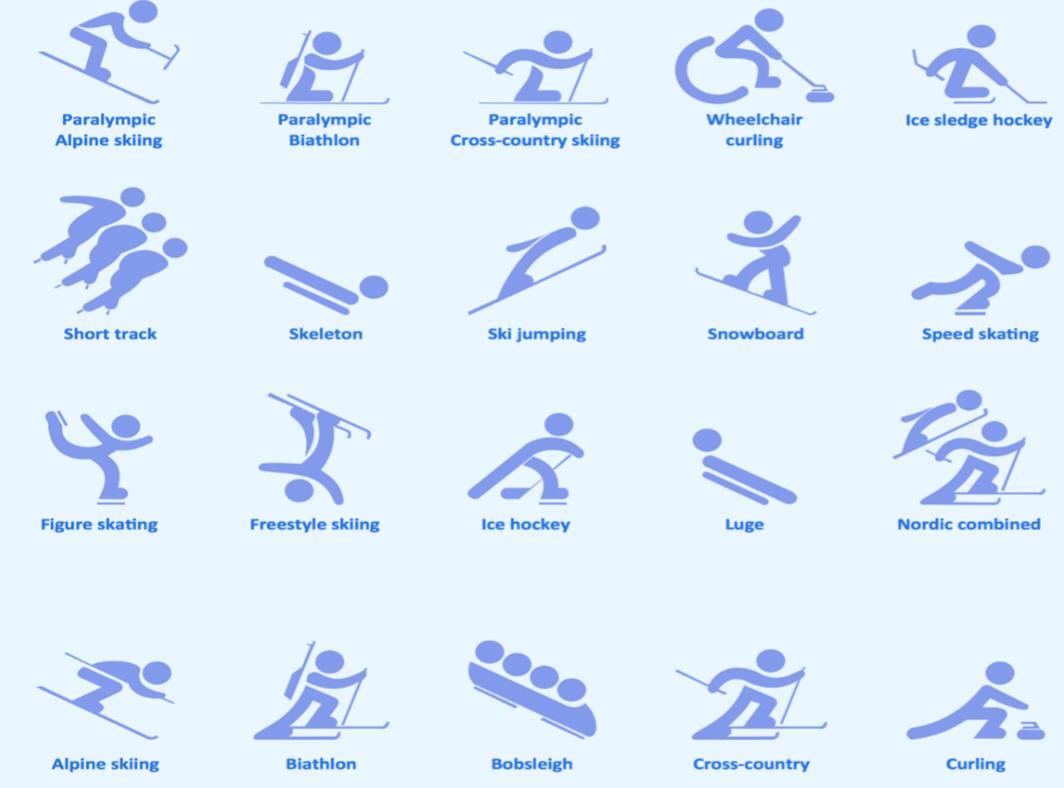 Paralympic
Alpine skiing
Paralympic
Biathlon
Paralympic
Cross-country skiing
Wheelchair
curling
Ice sledge hockey
Short track
Skeleton
Ski jumping
Snowboard
Speed skating
Figure skating
Freestyle skiing
Ice hockey
Luge
Nordic combined
Alpine skiing
Biathlon
Bobsleigh
Cross-country
Curling